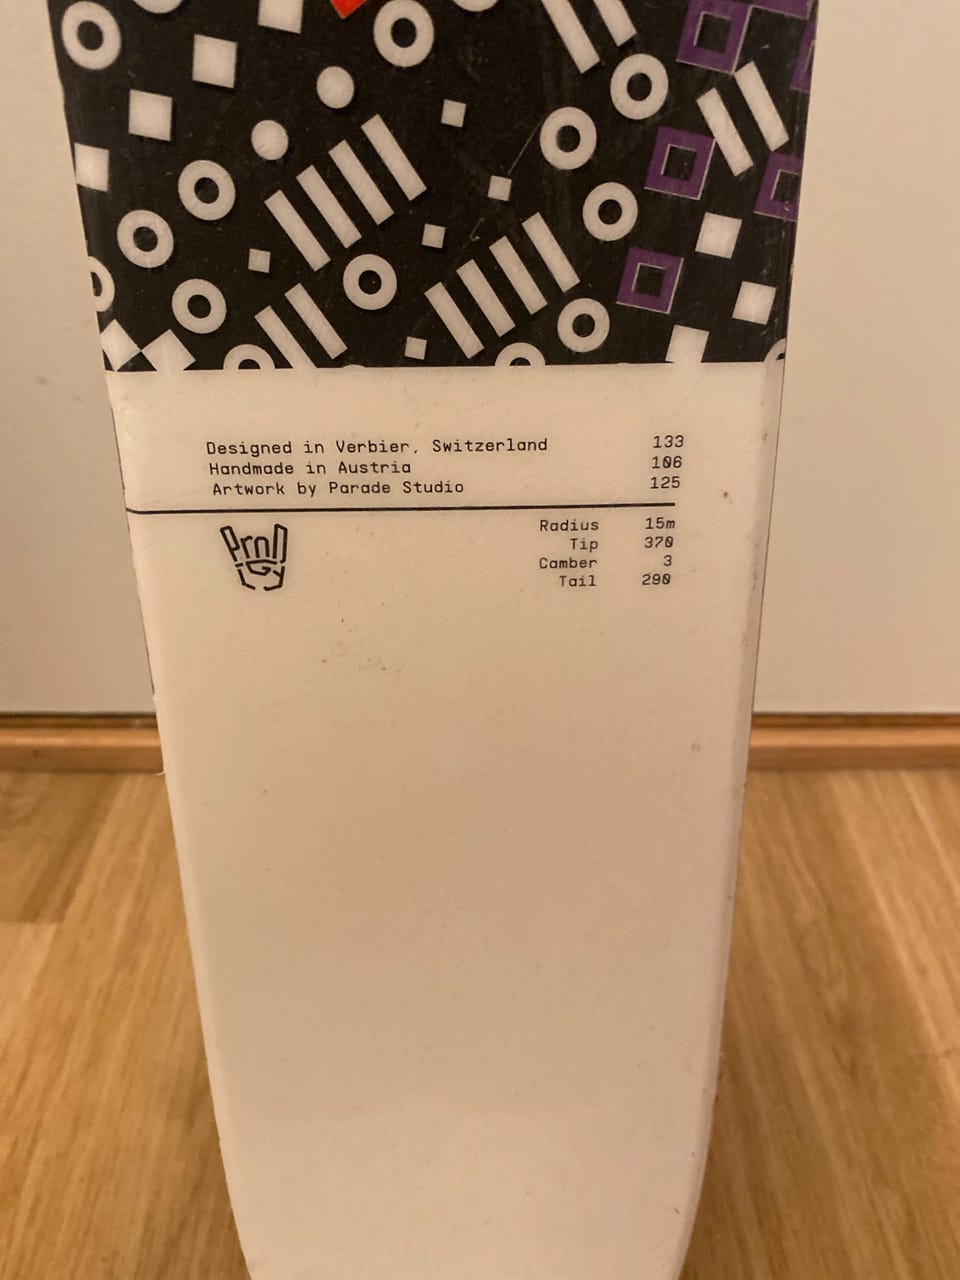 Designed in Verbier, Switzerland 133
Handmade in Austria 106
Artwork by Parade Studio 125
Radius 15m
Tip 370
Camber 3
Tail 290